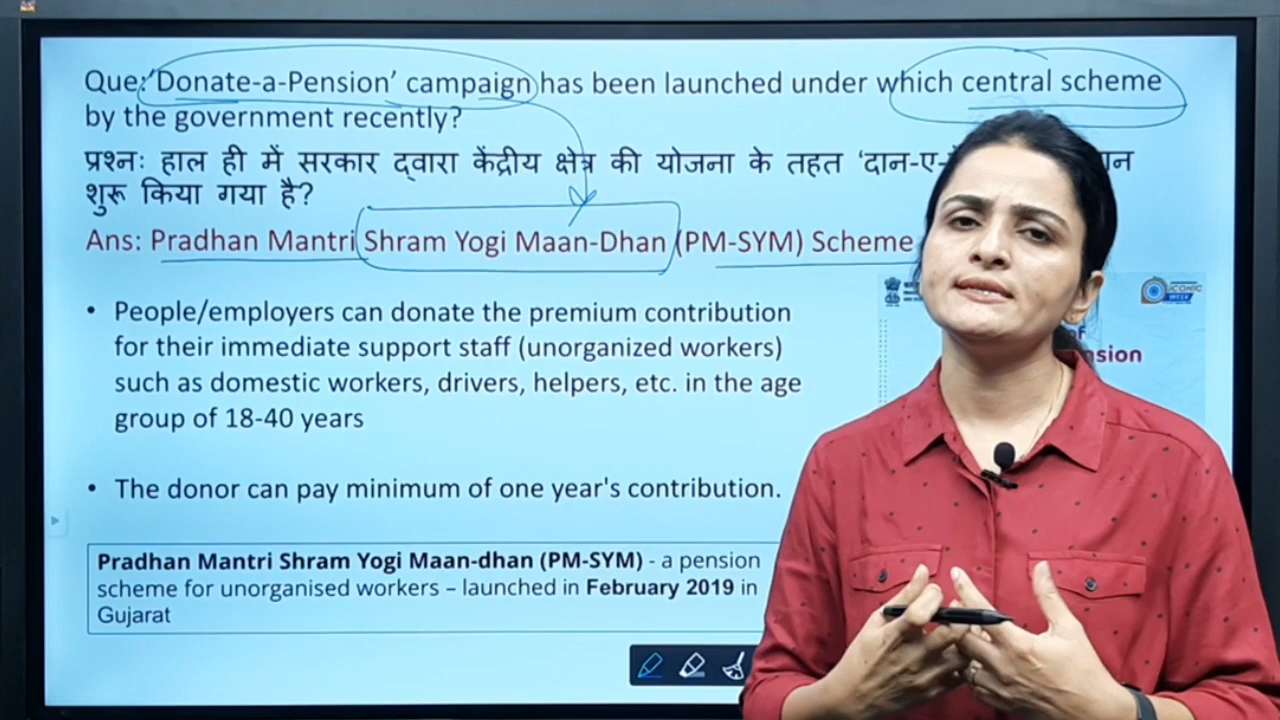 Que:'Donate-a-Pension' campaign has been launched under which central scheme
by the government recently?
प्रश्नः हाल ही में सरकार द्वारा केंद्रीय क्षेत्र की योजना के तहत 'दान-ए-
शुरू किया गया है?
Ans: Pradhan Mantri Shram Yogi Maan-Dhan (PM-SYM) Scheme
• People/employers can donate the premium contribution
for their immediate support staff (unorganized workers)
such as domestic workers, drivers, helpers, etc. in the age
group of 18-40 years
• The donor can pay minimum of one year's contribution.
Pradhan Mantri Shram Yogi Maan-dhan (PM-SYM) - a pension
scheme for unorganised workers – launched in February 2019 in
Gujarat
ICONIC
WEEK